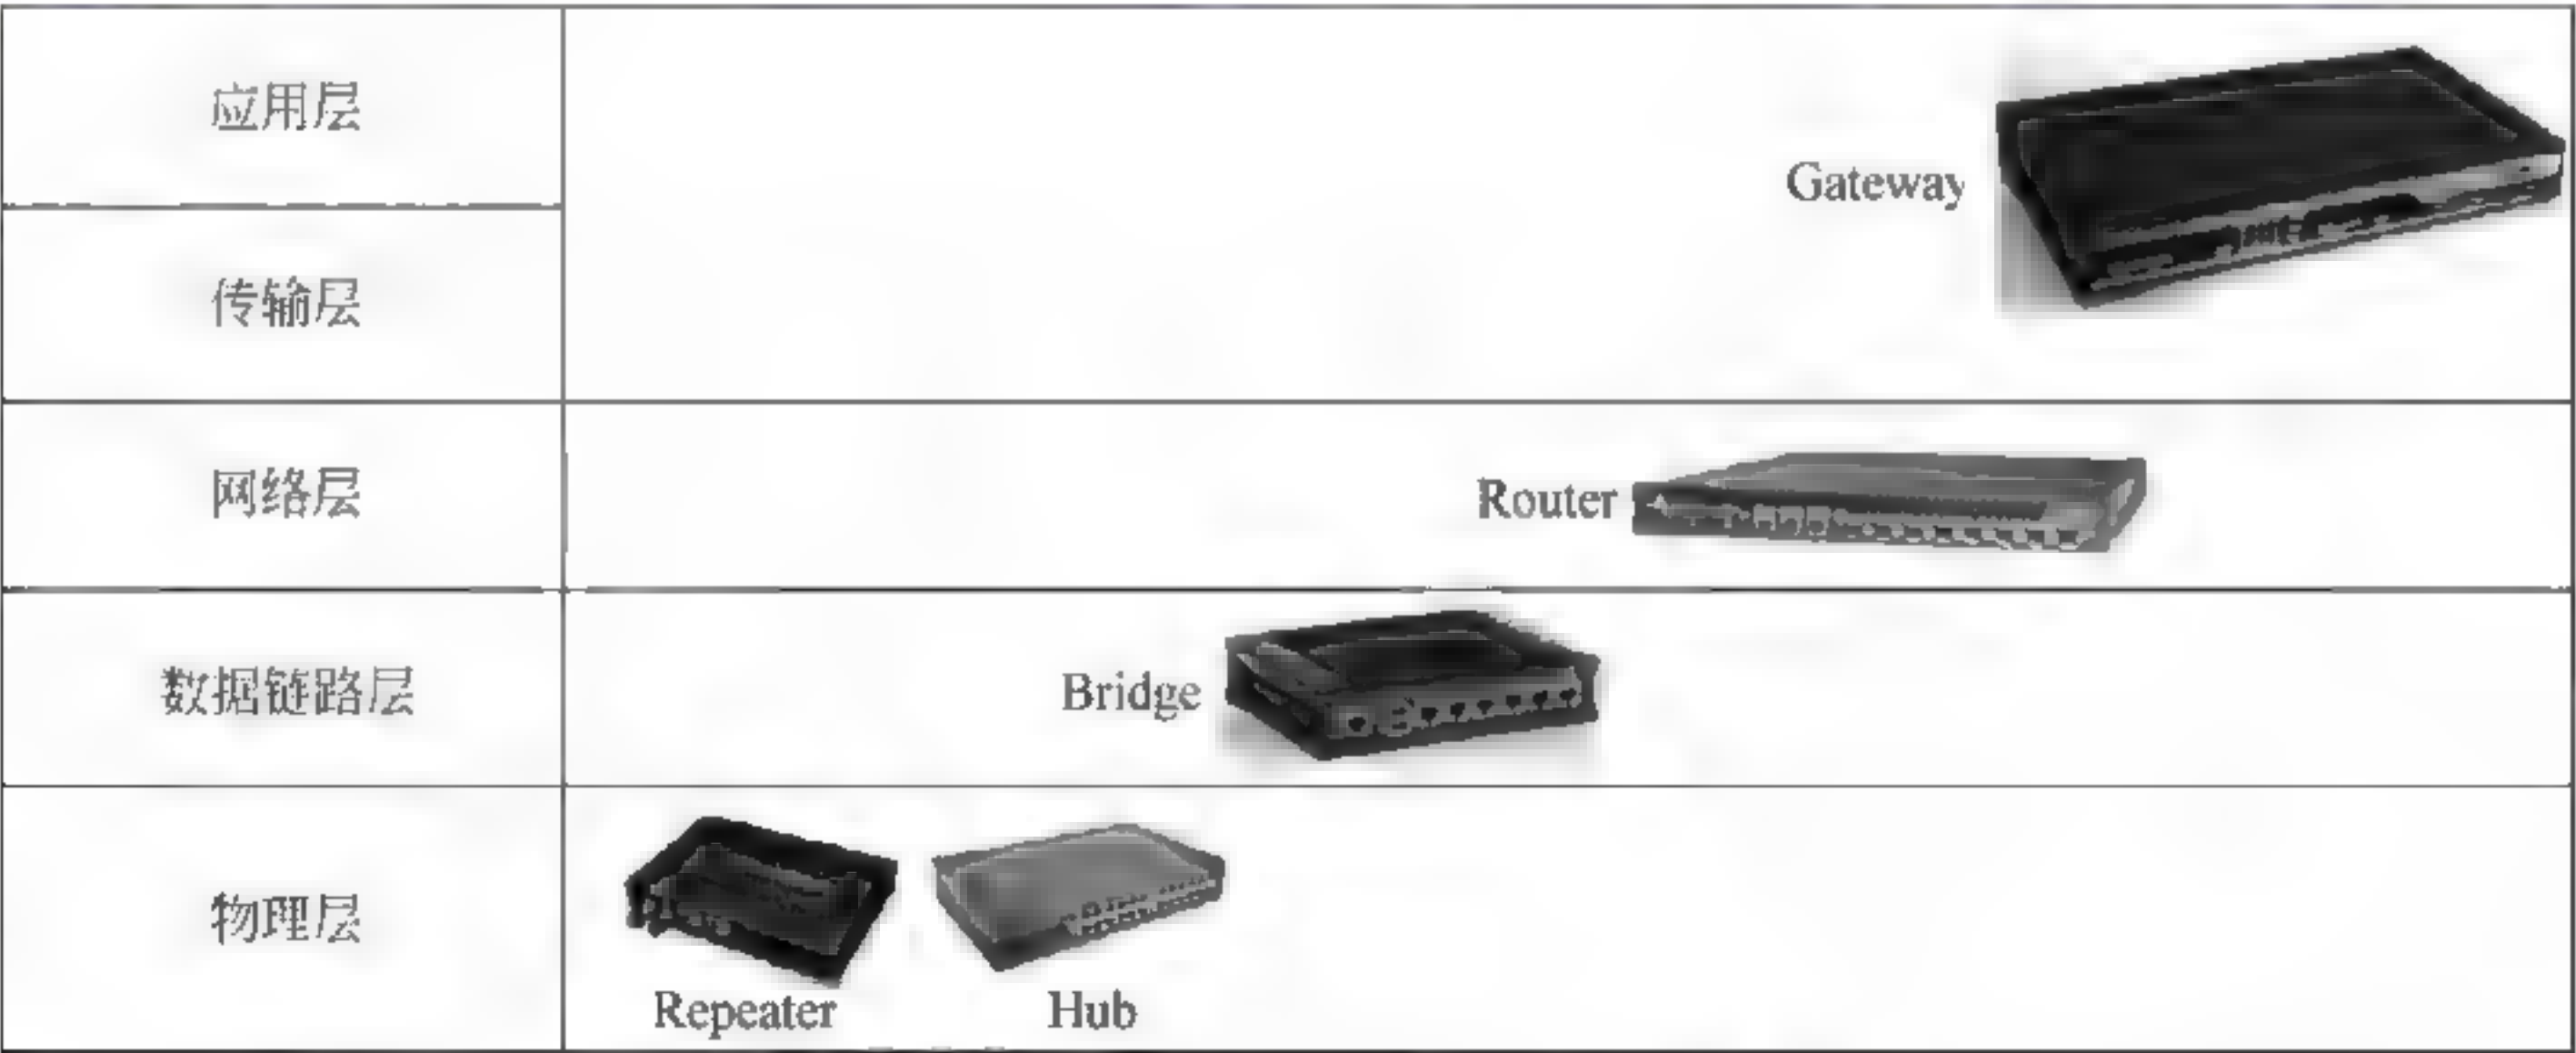 应用层
Gateway
传输层
网络层
Router
数据链路层
Bridge
物理层
Repeater
Hub